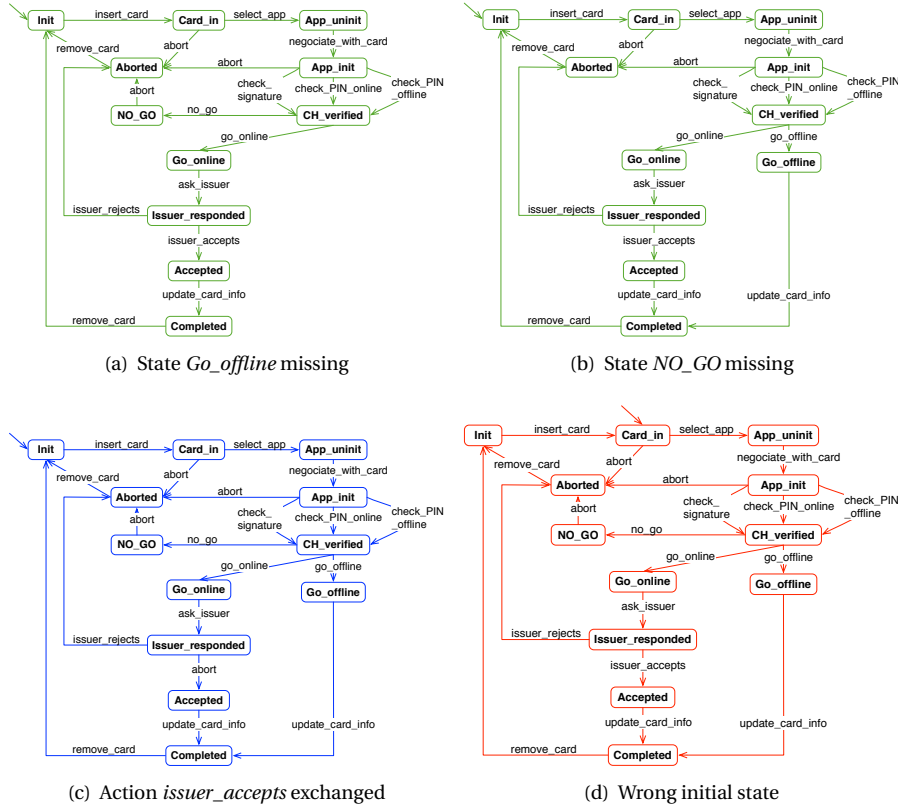 Init
insert_card
Card_in
select_app
App_uninit
remove_card
abort
negociate_with_card
Aborted
abort
App_init
abort
check_
signature
check_PIN_online
check_PIN
_offline
NO_GO
no_go
CH_verified
go_online
Go_online
ask_issuer
issuer_rejects
Issuer_responded
issuer_accepts
Accepted
update_card_info
remove_card
Completed
(a) State Go_offline missing
Init
insert_card
Card_in
select_app
App_uninit
remove_card
abort
negociate_with_card
Aborted
abort
App_init
check_
signature
check_PIN_online
check_PIN
_offline
CH_verified
go_online
go_offline
Go_online
Go_offline
ask_issuer
issuer_rejects
Issuer_responded
issuer_accepts
Accepted
update_card_info
update_card_info
remove_card
Completed
(b) State NO_GO missing
Init
insert_card
Card_in
select_app
App_uninit
remove_card
abort
negociate_with_card
Aborted
abort
App_init
abort
check_
signature
check_PIN_online
check_PIN
_offline
NO_GO
no_go
CH_verified
go_online
go_offline
Go_online
Go_offline
ask_issuer
issuer_rejects
Issuer_responded
abort
Accepted
update_card_info
update_card_info
remove_card
Completed
(c) Action issuer_accepts exchanged
Init
insert_card
Card_in
select_app
App_uninit
remove_card
abort
negociate_with_card
Aborted
abort
App_init
abort
check_
signature
check_PIN_online
check_PIN
_offline
NO_GO
no_go
CH_verified
go_online
go_offline
Go_online
Go_offline
ask_issuer
issuer_rejects
Issuer_responded
issuer_accepts
Accepted
update_card_info
update_card_info
remove_card
Completed
(d) Wrong initial state